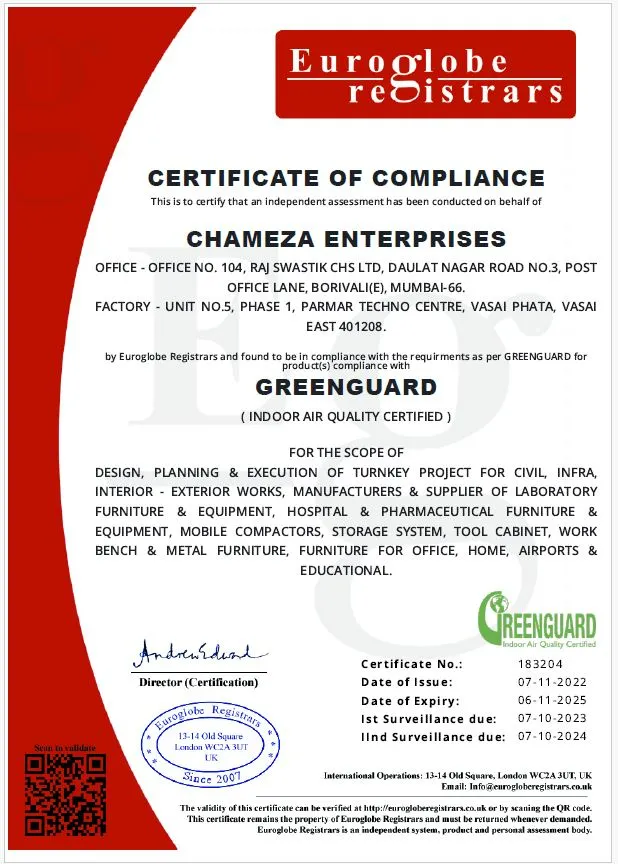 Euroglobe
registrars
CERTIFICATE OF COMPLIANCE
This is to certify that an independent assessment has been conducted on behalf of
CHAMEZA ENTERPRISES
OFFICE - OFFICE NO. 104, RAJ SWASTIK CHS LTD, DAULAT NAGAR ROAD NO.3, POST
OFFICE LANE, BORIVALI(E), MUMBAI-66.
FACTORY - UNIT NO.5, PHASE 1, PARMAR TECHNO CENTRE, VASAI PHATA, VASAI
EAST 401208.
by Euroglobe Registrars and found to be in compliance with the requirments as per GREENGUARD for
product(s) compliance with
GREENGUARD
( INDOOR AIR QUALITY CERTIFIED )
FOR THE SCOPE OF
DESIGN, PLANNING & EXECUTION OF TURNKEY PROJECT FOR CIVIL, INFRA,
INTERIOR - EXTERIOR WORKS, MANUFACTURERS & SUPPLIER OF LABORATORY
FURNITURE & EQUIPMENT, HOSPITAL & PHARMACEUTICAL FURNITURE &
EQUIPMENT, MOBILE COMPACTORS, STORAGE SYSTEM, TOOL CABINET, WORK
BENCH & METAL FURNITURE, FURNITURE FOR OFFICE, HOME, AIRPORTS &
EDUCATIONAL.
GREENGUARD
Indoor Air Quality Certified
Andrew Edward
Director (Certification)
Euroglobe Registrars
13-14 Old Square
London WC2A 3UT
UK
Since 2007
Certificate No.: 183204
Date of Issue: 07-11-2022
Date of Expiry: 06-11-2025
Ist Surveillance due: 07-10-2023
IInd Surveillance due: 07-10-2024
Scan to validate
International Operations: 13-14 Old Square, London WC2A 3UT, UK
Email: Info@eurogloberegistrars.co.uk
The validity of this certificate can be verified at http://eurogloberegistrars.co.uk or by scaning the QR code.
This certificate remains the property of Euroglobe Registrars and must be returned whenever demanded.
Euroglobe Registrars is an independent system, product and personal assessment body.